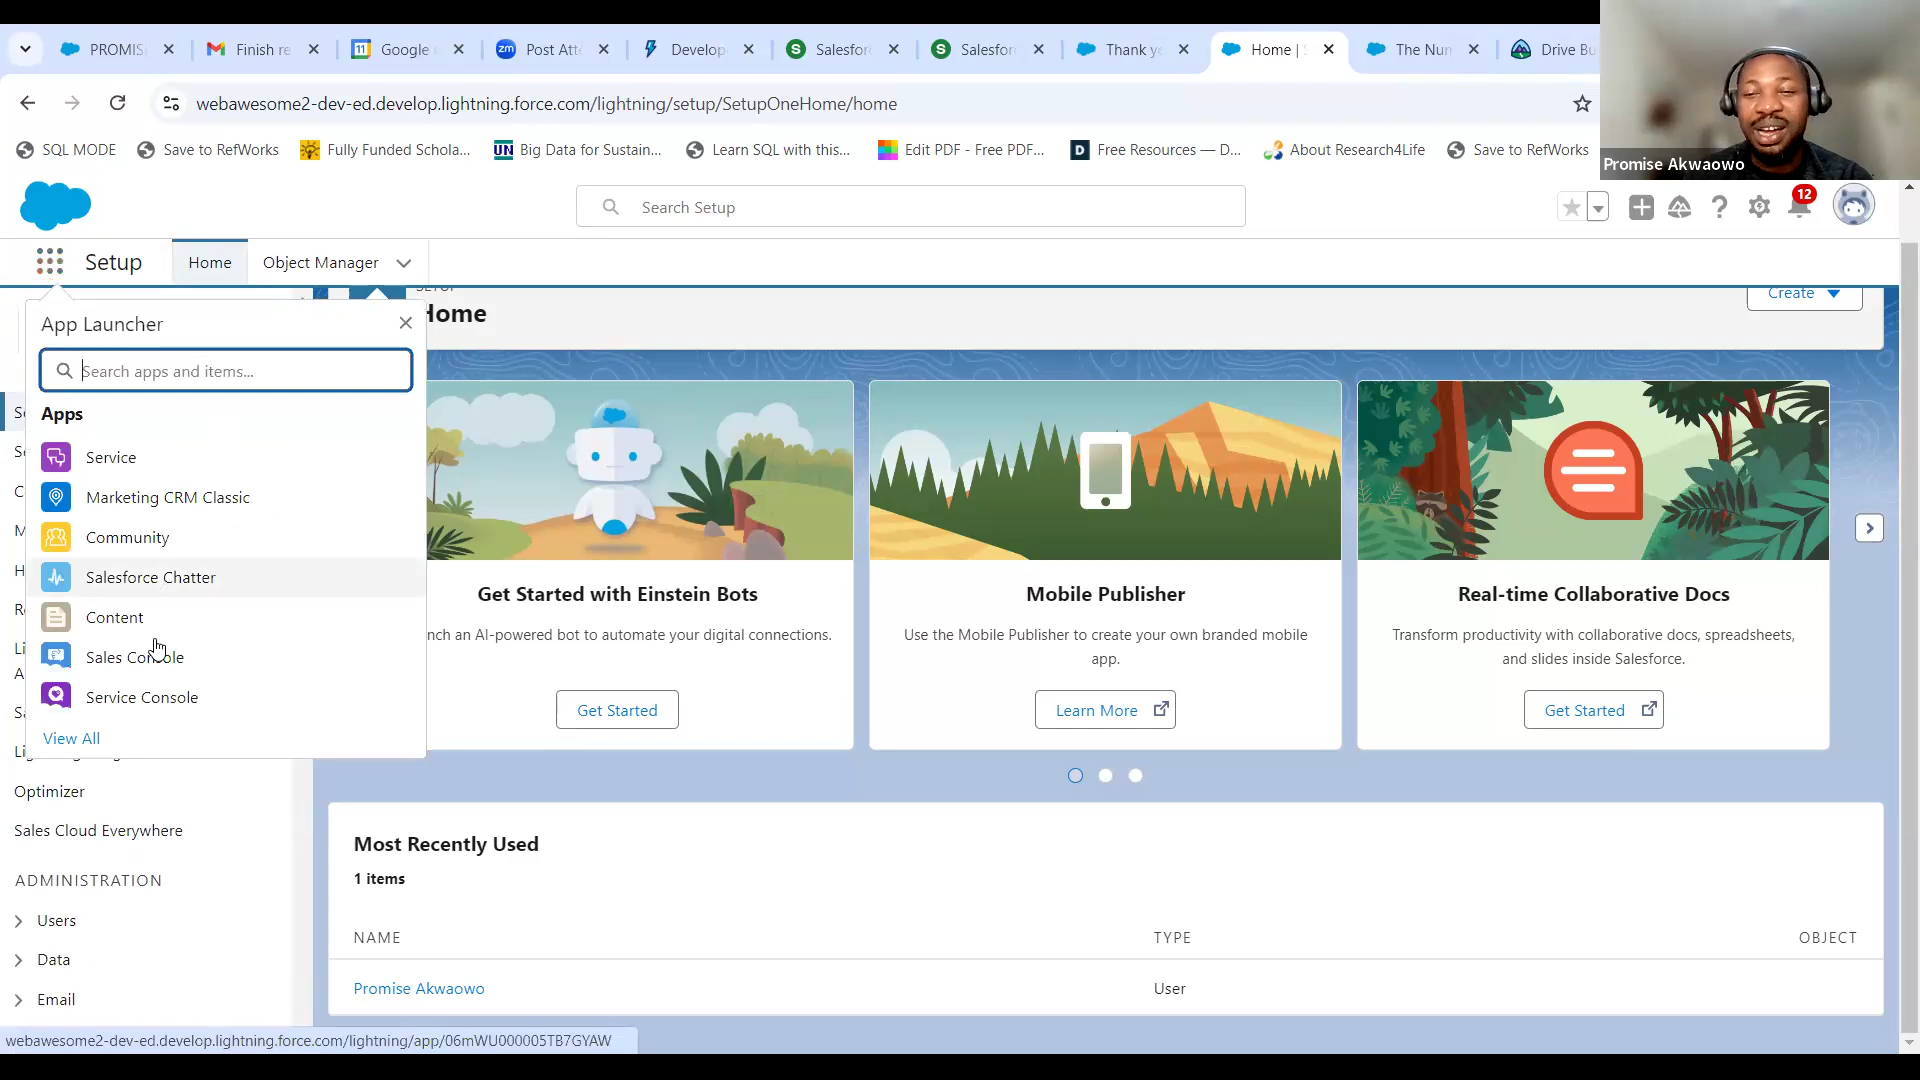 PROMIS
Finish re
11
Google
zm
Post Att
Develop
S
Salesfor
S
Salesfor
Thank y
Home |
The Num
Drive Bu
webawesome2-dev-ed.develop.lightning.force.com/lightning/setup/SetupOneHome/home
SQL MODE
Save to RefWorks
Fully Funded Schola...
UN
Big Data for Sustain...
Learn SQL with this...
Edit PDF - Free PDF...
D
Free Resources — D...
About Research4Life
Save to RefWorks
Promise Akwaowo
Search Setup
12
Setup
Home
Object Manager
Home
Create
App Launcher
Search apps and items...
Apps
Service
Marketing CRM Classic
Community
Salesforce Chatter
Content
Sales Console
Service Console
View All
Optimizer
Sales Cloud Everywhere
ADMINISTRATION
Users
Data
Email
Get Started with Einstein Bots
nch an AI-powered bot to automate your digital connections.
Get Started
Mobile Publisher
Use the Mobile Publisher to create your own branded mobile
app.
Learn More
Real-time Collaborative Docs
Transform productivity with collaborative docs, spreadsheets,
and slides inside Salesforce.
Get Started
Most Recently Used
1 items
NAME
TYPE
OBJECT
Promise Akwaowo
User
webawesome2-dev-ed.develop.lightning.force.com/lightning/app/06mWU000005TB7GYAW